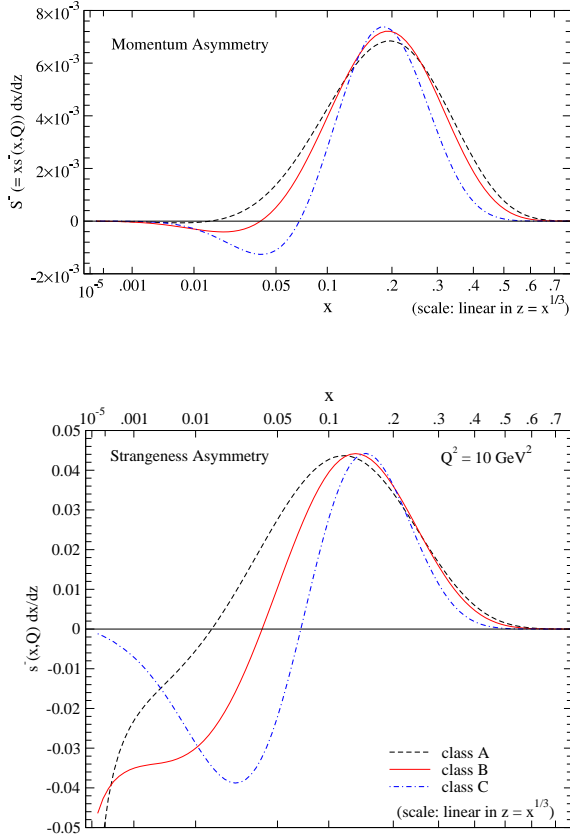 8×10⁻³
Momentum Asymmetry
6×10⁻³
4×10⁻³
2×10⁻³
0
-2×10⁻³
S⁻ (= xs⁻(x,Q)) dx/dz
10⁻⁵ .001 0.01 0.05 0.1 .2 .3 .4 .5 .6 .7
x
(scale: linear in z = x^1/3)
x
10⁻⁵ .001 0.01 0.05 0.1 .2 .3 .4 .5 .6 .7
0.05
Strangeness Asymmetry
Q² = 10 GeV²
0.04
0.03
0.02
0.01
0
-0.01
-0.02
-0.03
-0.04
-0.05
s⁻(x,Q) dx/dz
class A
class B
class C
(scale: linear in z = x^1/3)